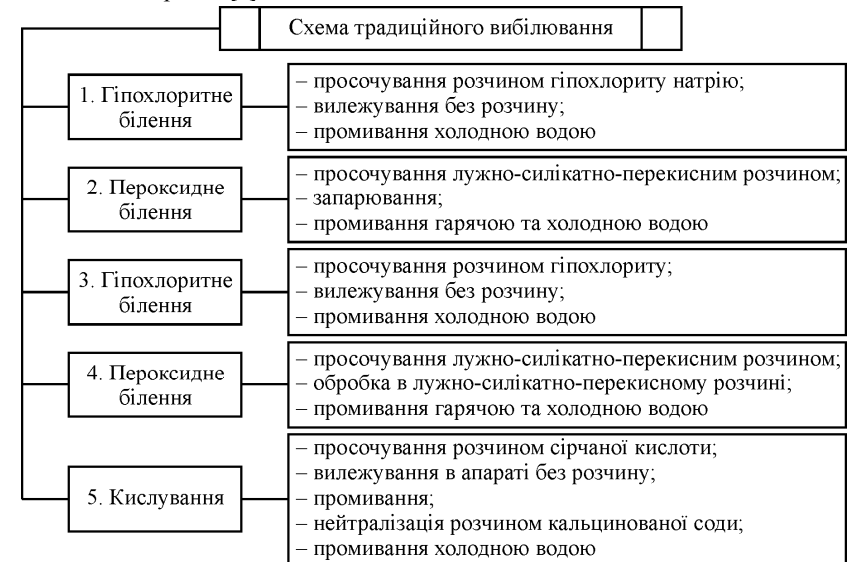 Схема традиційного вибілювання
1. Гіпохлоритне
білення
– просочування розчином гіпохлориту натрію;
– вилежування без розчину;
– промивання холодною водою
2. Пероксидне
білення
– просочування лужно-силікатно-перекисним розчином;
– запарювання;
– промивання гарячою та холодною водою
3. Гіпохлоритне
білення
– просочування розчином гіпохлориту;
– вилежування без розчину;
– промивання холодною водою
4. Пероксидне
білення
– просочування лужно-силікатно-перекисним розчином;
– обробка в лужно-силікатно-перекисному розчині;
– промивання гарячою та холодною водою
5. Кислування
– просочування розчином сірчаної кислоти;
– вилежування в апараті без розчину;
– промивання;
– нейтралізація розчином кальцинованої соди;
– промивання холодною водою